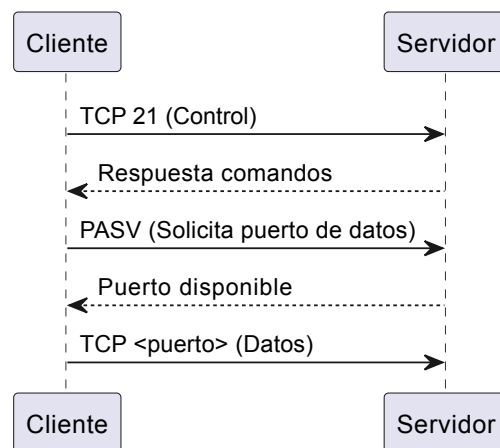 Cliente
Servidor
TCP 21 (Control)
Respuesta comandos
PASV (Solicita puerto de datos)
Puerto disponible
TCP <puerto> (Datos)
Cliente
Servidor